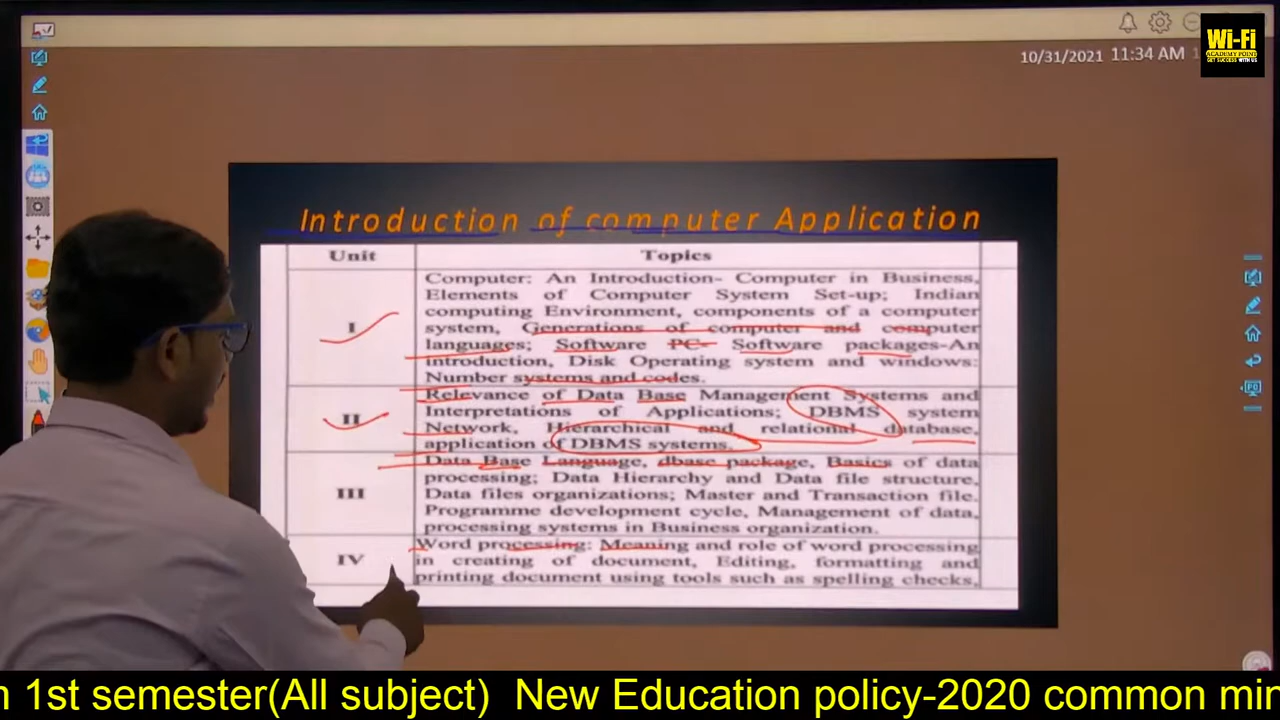 Wi-Fi
ACADEMY POINT
GET SUCCESS WITH US
10/31/2021 11:34 AM
Introduction of computer Application
Unit Topics
I
Computer: An Introduction- Computer in Business,
Elements of Computer System Set-up; Indian
computing Environment, components of a computer
system, Generations of computer and computer
languages; Software PC- Software packages-An
introduction, Disk Operating system and windows:
Number systems and codes.
II
Relevance of Data Base Management Systems and
Interpretations of Applications; DBMS system
Network, Hierarchical and relational database,
application of DBMS systems.
III
Data Base Language, dbase package, Basics of data
processing; Data Hierarchy and Data file structure,
Data files organizations; Master and Transaction file.
Programme development cycle, Management of data,
processing systems in Business organization.
IV
Word processing: Meaning and role of word processing
in creating of document, Editing, formatting and
printing document using tools such as spelling checks,
1st semester(All subject) New Education policy-2020 common